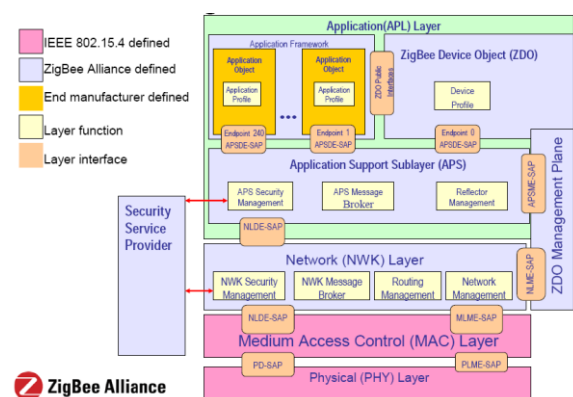 Zi
IEEE 802.15.4 defined
ZigBee Alliance defined
End manufacturer defined
Layer function
Layer interface
Application(APL) Layer
Application Framework
Application
Object
Application
Profile
...
Application
Object
Application
Profile
ZDO Public
Interfaces
ZigBee Device Object (ZDO)
Device
Profile
Endpoint 240
APSDE-SAP
Endpoint 1
APSDE-SAP
Endpoint 0
APSDE-SAP
Application Support Sublayer (APS)
APS Security
Management
APS Message
Broker
Reflector
Management
APSME-SAP
ZDO Management Plane
Security
Service
Provider
NLDE-SAP
Network (NWK) Layer
NWK Security
Management
NWK Message
Broker
Routing
Management
Network
Management
NLME-SAP
NLDE-SAP
MLME-SAP
Medium Access Control (MAC) Layer
PD-SAP
PLME-SAP
Physical (PHY) Layer
ZigBee Alliance